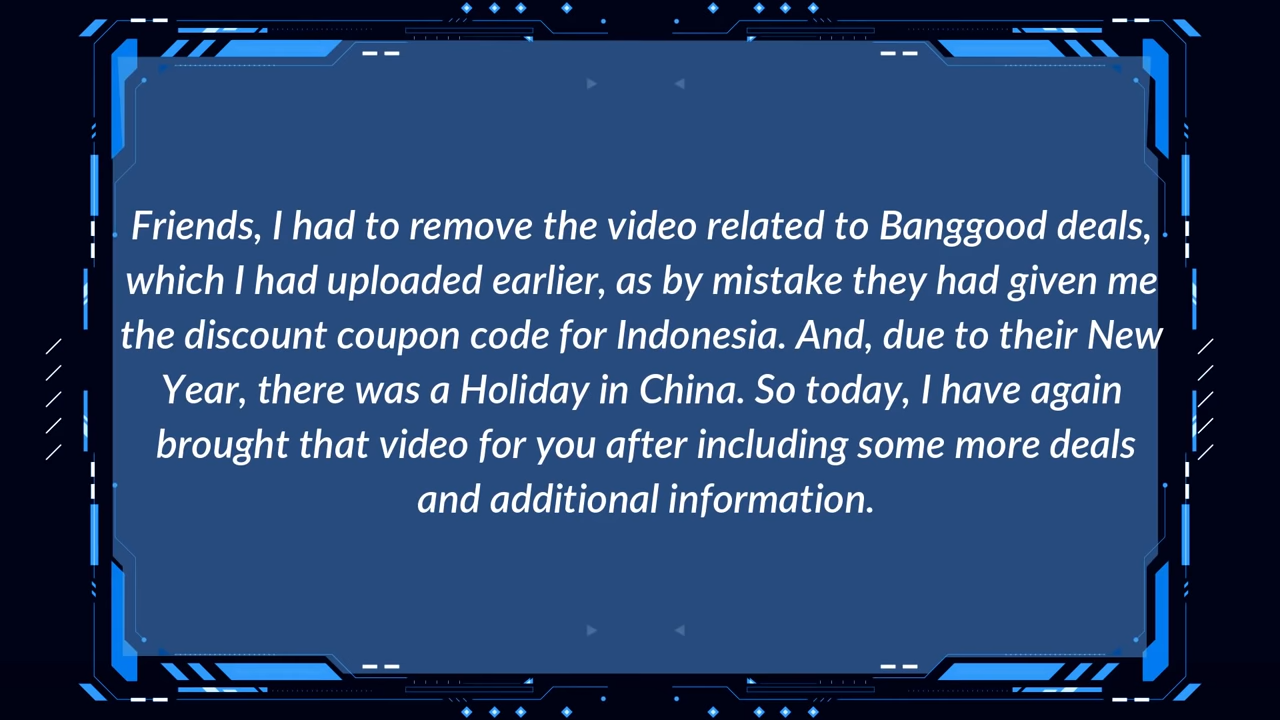 Friends, I had to remove the video related to Banggood deals,
which I had uploaded earlier, as by mistake they had given me
the discount coupon code for Indonesia. And, due to their New
Year, there was a Holiday in China. So today, I have again
brought that video for you after including some more deals
and additional information.